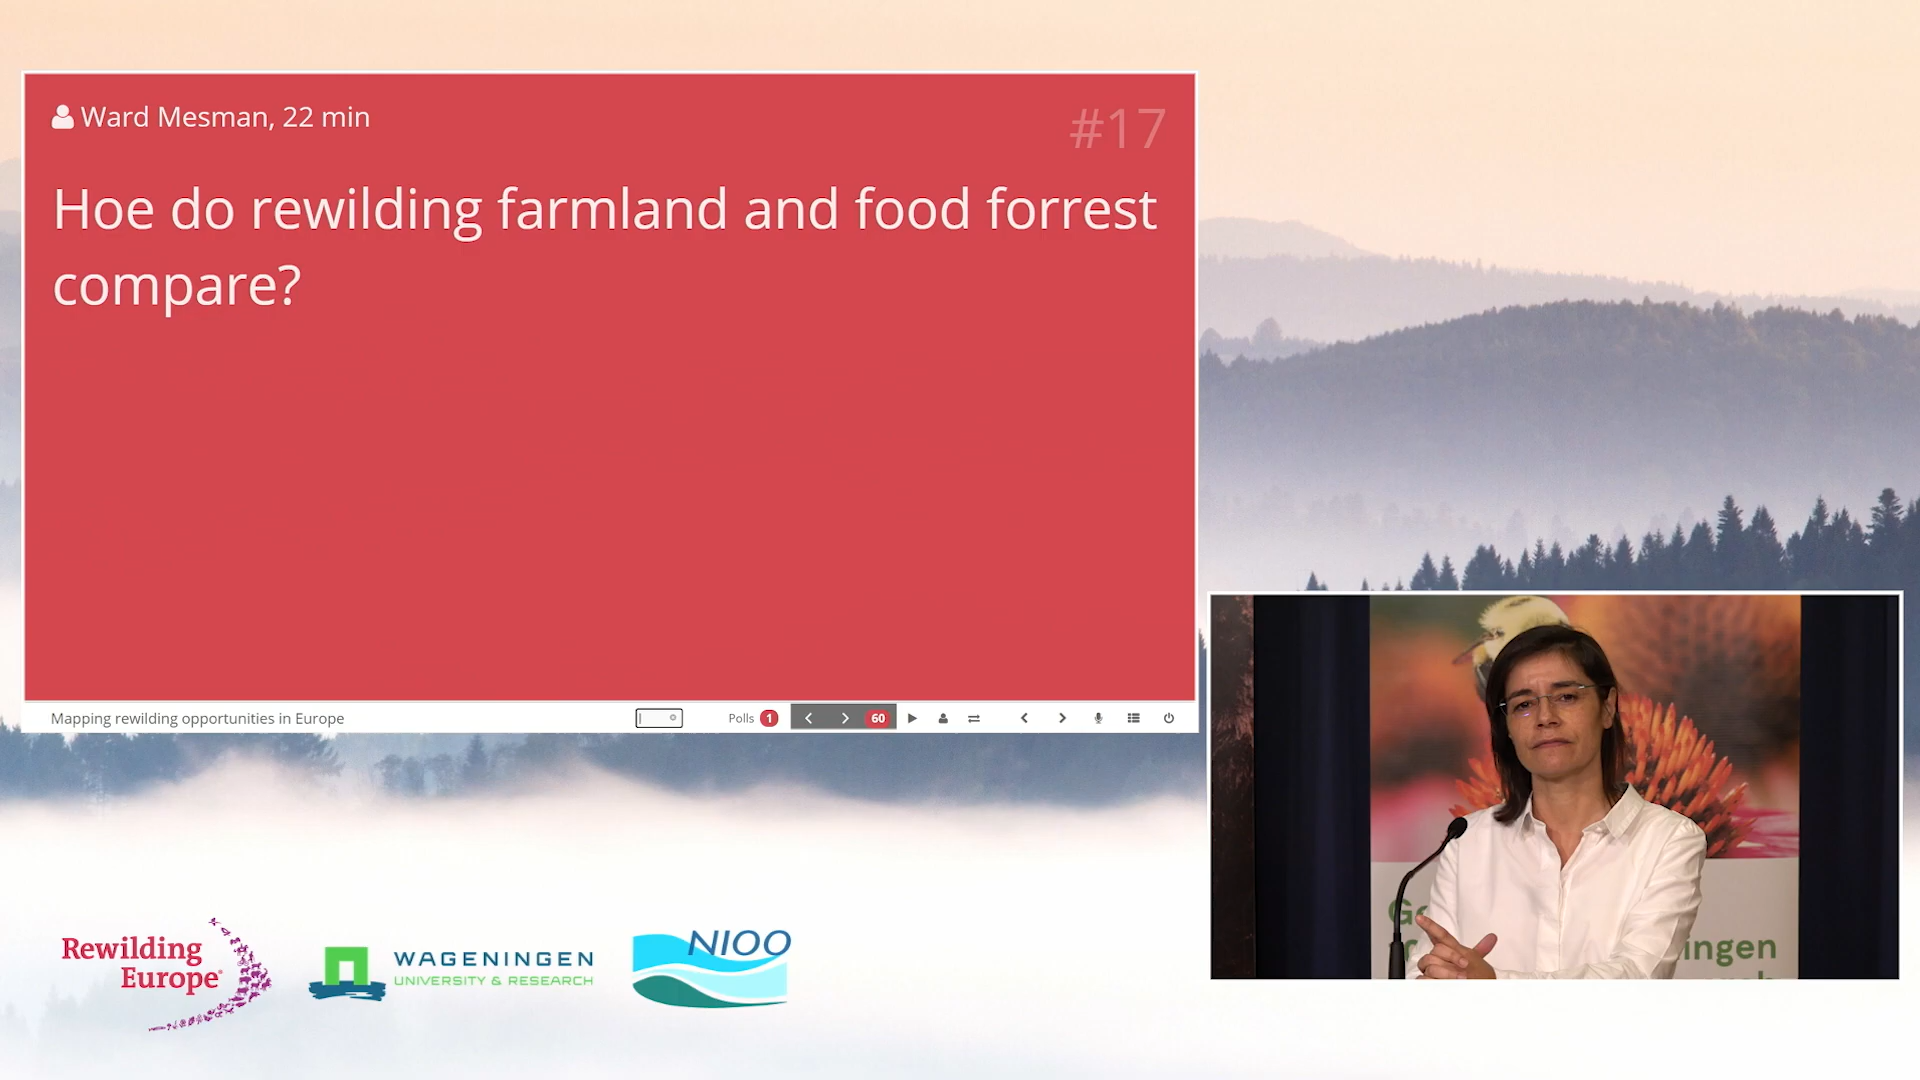 Ward Mesman, 22 min
#17
Hoe do rewilding farmland and food forrest
compare?
Mapping rewilding opportunities in Europe
Polls 1
60
Rewilding
Europe
WAGENINGEN
UNIVERSITY & RESEARCH
NIOO
ingen